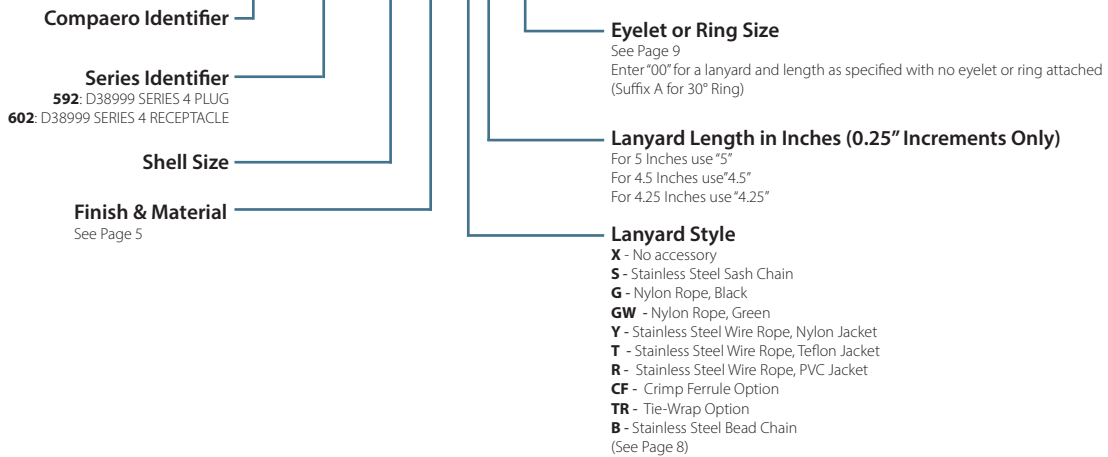 Compaero Identifier
Series Identifier
592: D38999 SERIES 4 PLUG
602: D38999 SERIES 4 RECEPTACLE
Shell Size
Finish & Material
See Page 5
Eyelet or Ring Size
See Page 9
Enter “00” for a lanyard and length as specified with no eyelet or ring attached
(Suffix A for 30° Ring)
Lanyard Length in Inches (0.25” Increments Only)
For 5 Inches use “5”
For 4.5 Inches use”4.5”
For 4.25 Inches use “4.25”
Lanyard Style
X - No accessory
S - Stainless Steel Sash Chain
G - Nylon Rope, Black
GW - Nylon Rope, Green
Y - Stainless Steel Wire Rope, Nylon Jacket
T - Stainless Steel Wire Rope, Teflon Jacket
R - Stainless Steel Wire Rope, PVC Jacket
CF - Crimp Ferrule Option
TR - Tie-Wrap Option
B - Stainless Steel Bead Chain
(See Page 8)